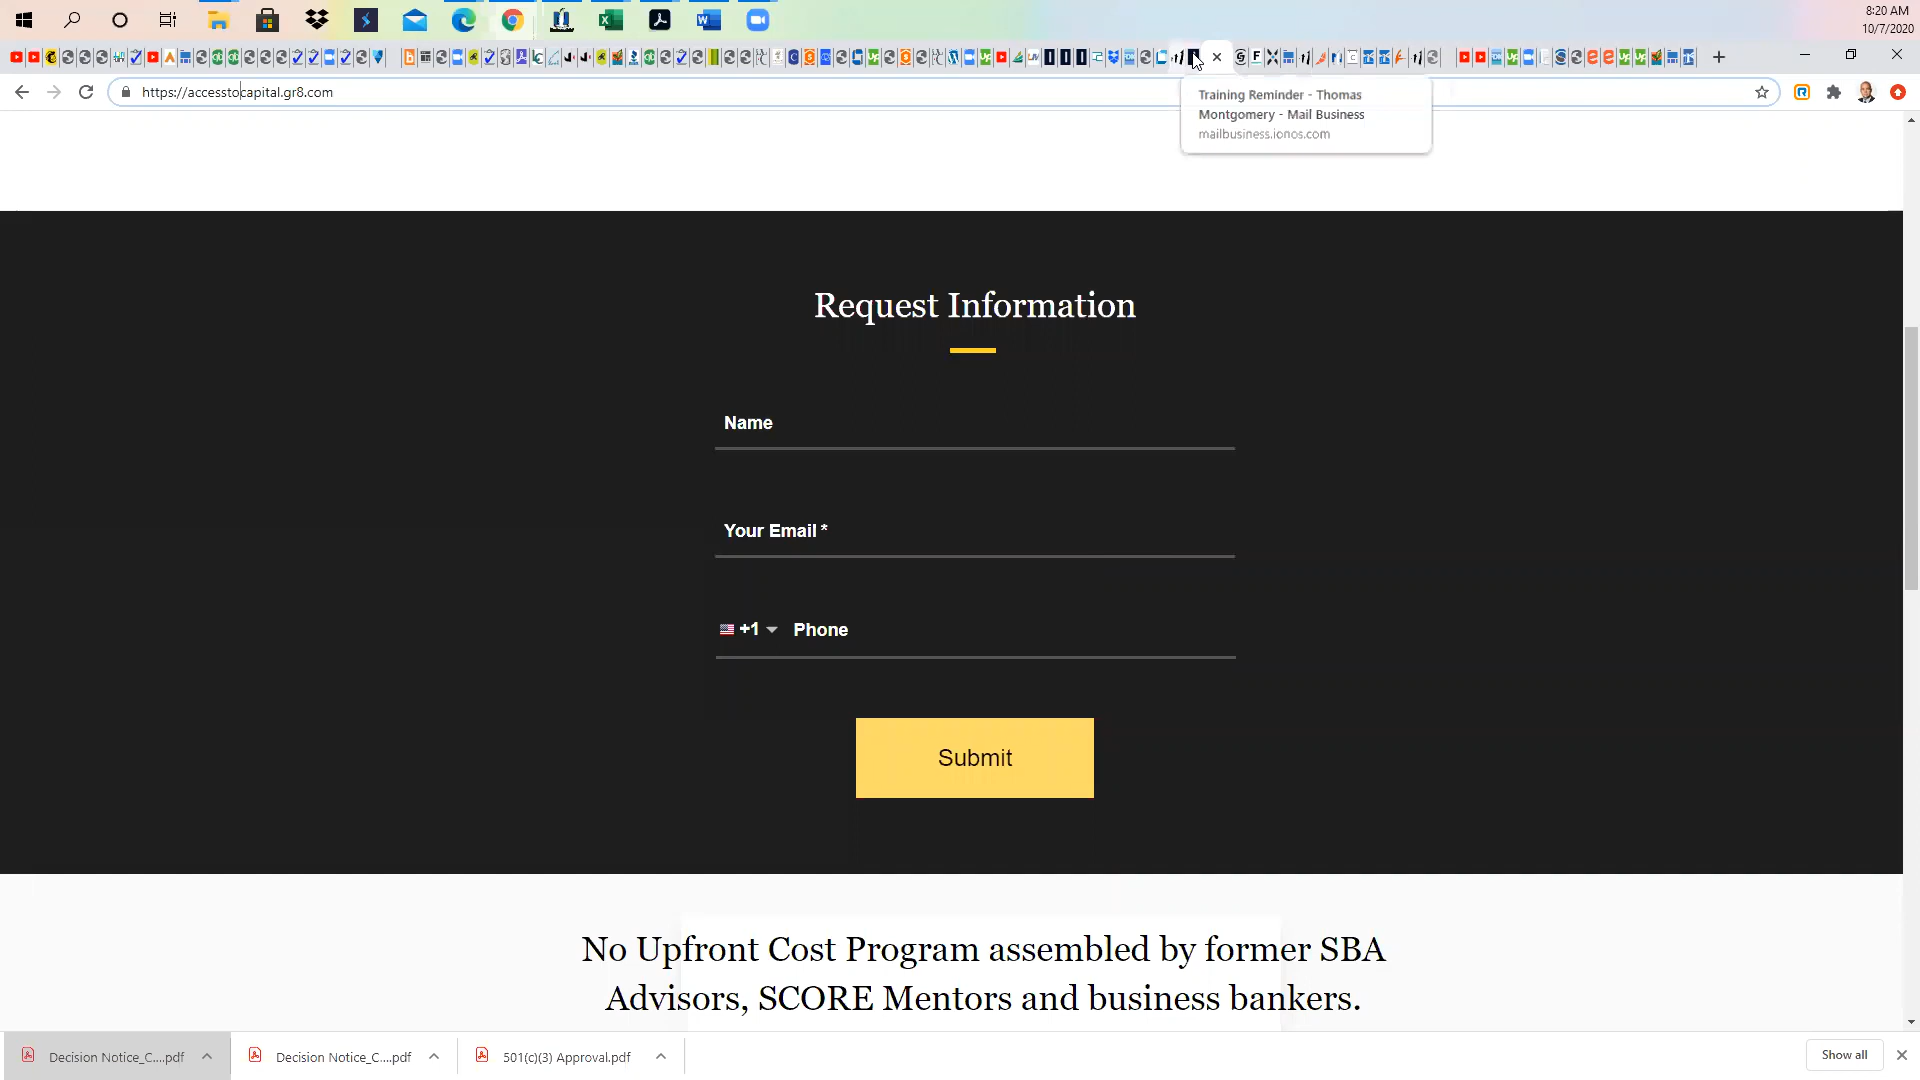 8:20 AM
10/7/2020
https://accesstocapital.gr8.com
Training Reminder - Thomas
Montgomery - Mail Business
mailbusiness.ionos.com
Request Information
Name
Your Email *
+1 Phone
Submit
No Upfront Cost Program assembled by former SBA
Advisors, SCORE Mentors and business bankers.
Decision Notice_C....pdf
Decision Notice_C....pdf
501(c)(3) Approval.pdf
Show all